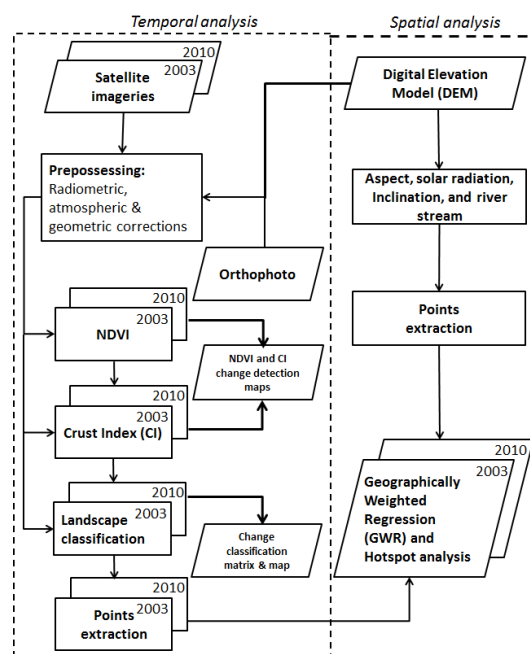 Temporal analysis
Spatial analysis
2010
2003
Satellite
imageries
Digital Elevation
Model (DEM)
Prepossessing:
Radiometric,
atmospheric &
geometric corrections
Aspect, solar radiation,
Inclination, and river
stream
Orthophoto
2010
2003
NDVI
Points
extraction
NDVI and CI
change detection
maps
2010
2003
Crust Index (CI)
2010
2003
Landscape
classification
2010
2003
Geographically
Weighted
Regression
(GWR) and
Hotspot analysis
Change
classification
matrix & map
2010
2003
Points
extraction